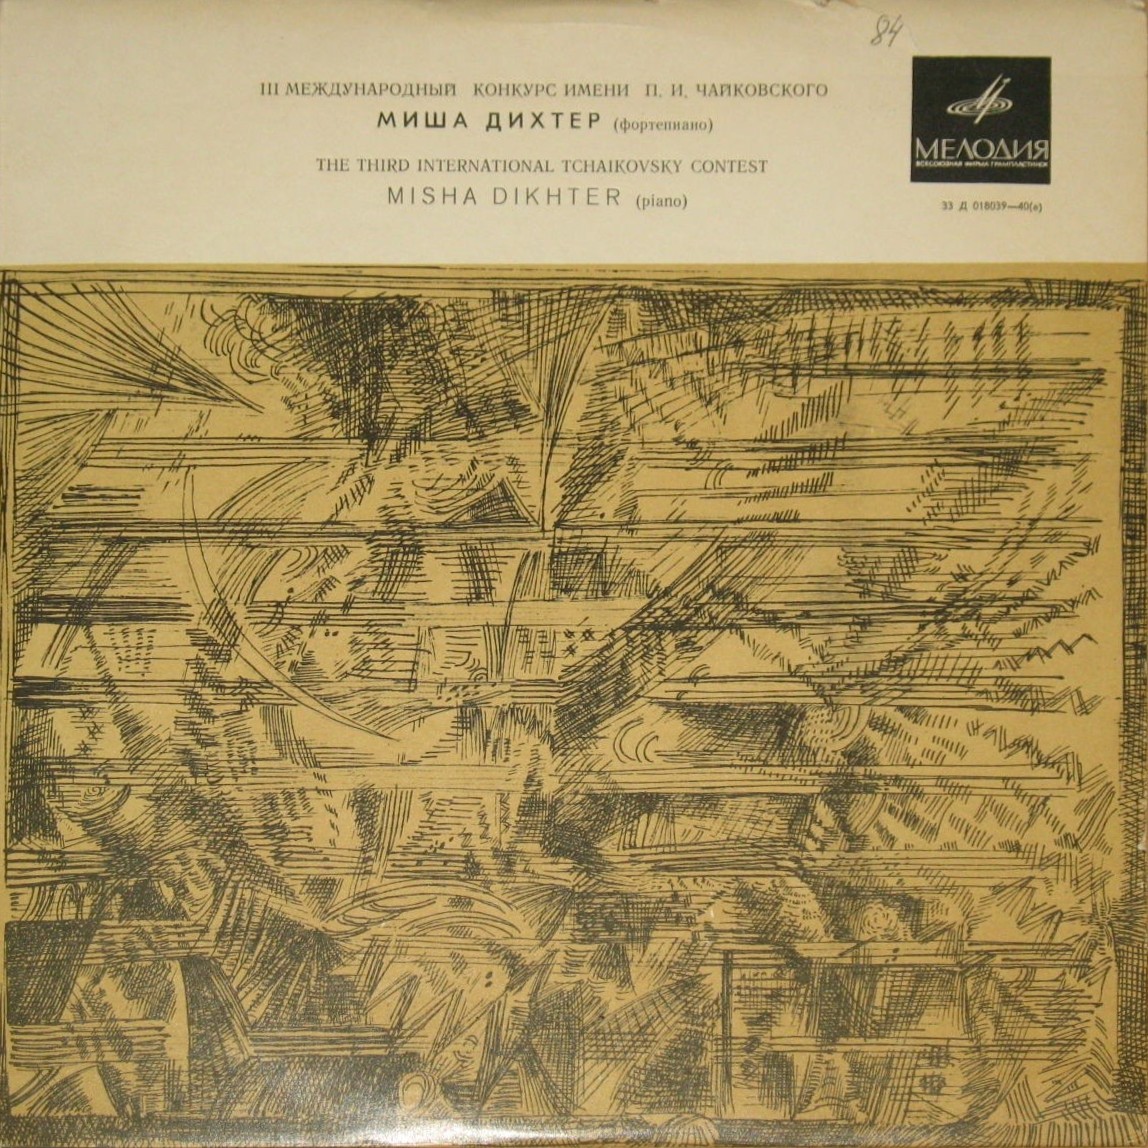 84
III МЕЖДУНАРОДНЫЙ КОНКУРС ИМЕНИ П. И. ЧАЙКОВСКОГО
МИША ДИХТЕР (фортепиано)
THE THIRD INTERNATIONAL TCHAIKOVSKY CONTEST
MISHA DIKHTER (piano)
МЕЛОДИЯ
ВСЕСОЮЗНАЯ ФИРМА ГРАМПЛАСТИНОК
33 Д 018039—40(а)